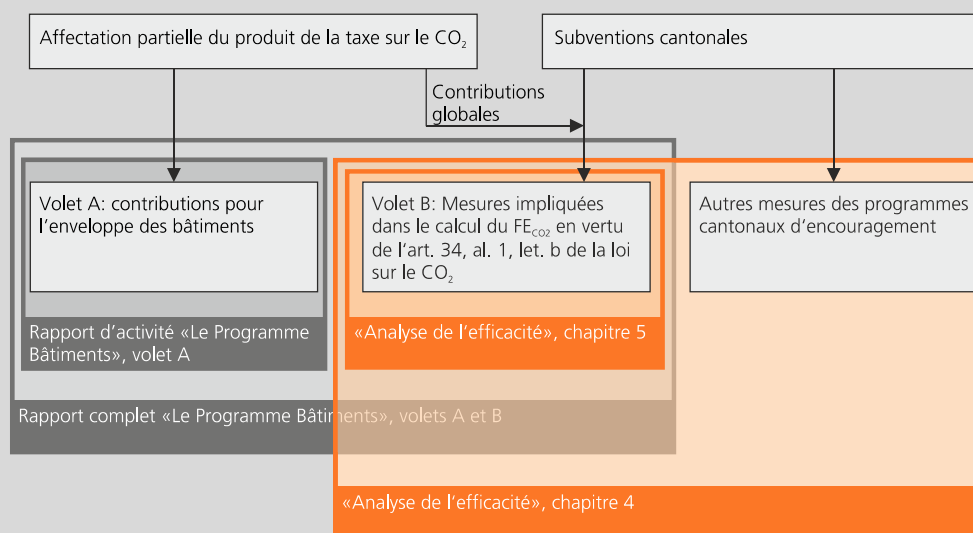 Affectation partielle du produit de la taxe sur le CO₂
Subventions cantonales
Contributions
globales
Volet A: contributions pour
l'enveloppe des bâtiments
Volet B: Mesures impliquées
dans le calcul du FE_CO2 en vertu
de l'art. 34, al. 1, let. b de la loi
sur le CO₂
Autres mesures des programmes
cantonaux d'encouragement
Rapport d'activité «Le Programme
Bâtiments», volet A
«Analyse de l'efficacité», chapitre 5
Rapport complet «Le Programme Bâtiments», volets A et B
«Analyse de l'efficacité», chapitre 4